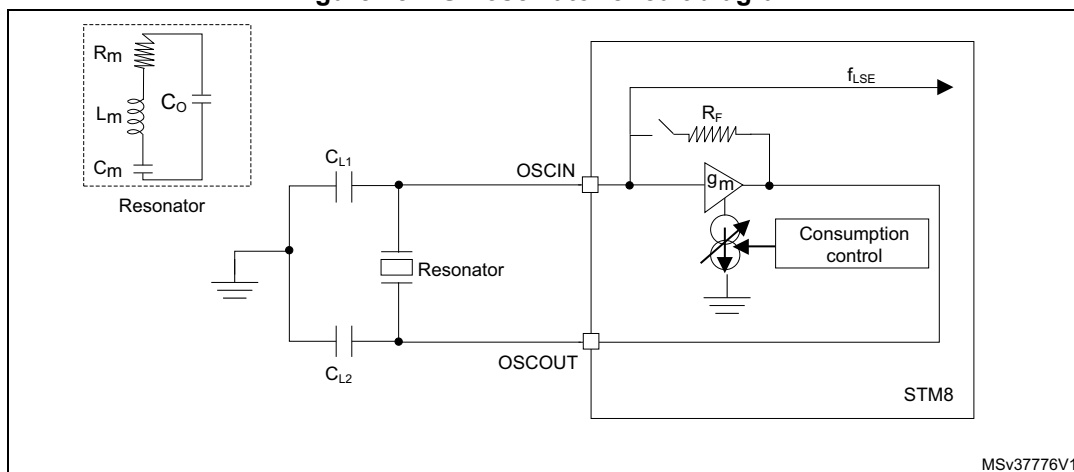 Rm
Lm
CO
Cm
Resonator
fLSE
RF
CL1
OSCIN
gm
Consumption
control
Resonator
CL2
OSCOUT
STM8
MSv37776V1